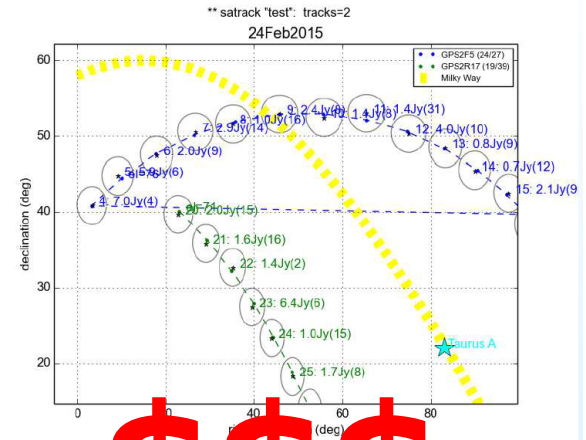 ** satrack "test":  tracks=2
24Feb2015
GPS2F5 (24/27)
GPS2R17 (19/39)
Milky Way
60
50
40
30
20
declination (deg)
9: 2.4Jy(8)
11: 1.4Jy(31)
8: 1.0Jy(16)
7: 2.9Jy(14)
12: 4.0Jy(10)
13: 0.8Jy(9)
6: 2.0Jy(9)
14: 0.7Jy(12)
15: 2.1Jy(9
4: 7.0Jy(4)
20: 2.0Jy(15)
21: 1.6Jy(16)
22: 1.4Jy(2)
23: 6.4Jy(6)
24: 1.0Jy(15)
25: 1.7Jy(8)
Taurus A
0
20
40
60
80
(deg)